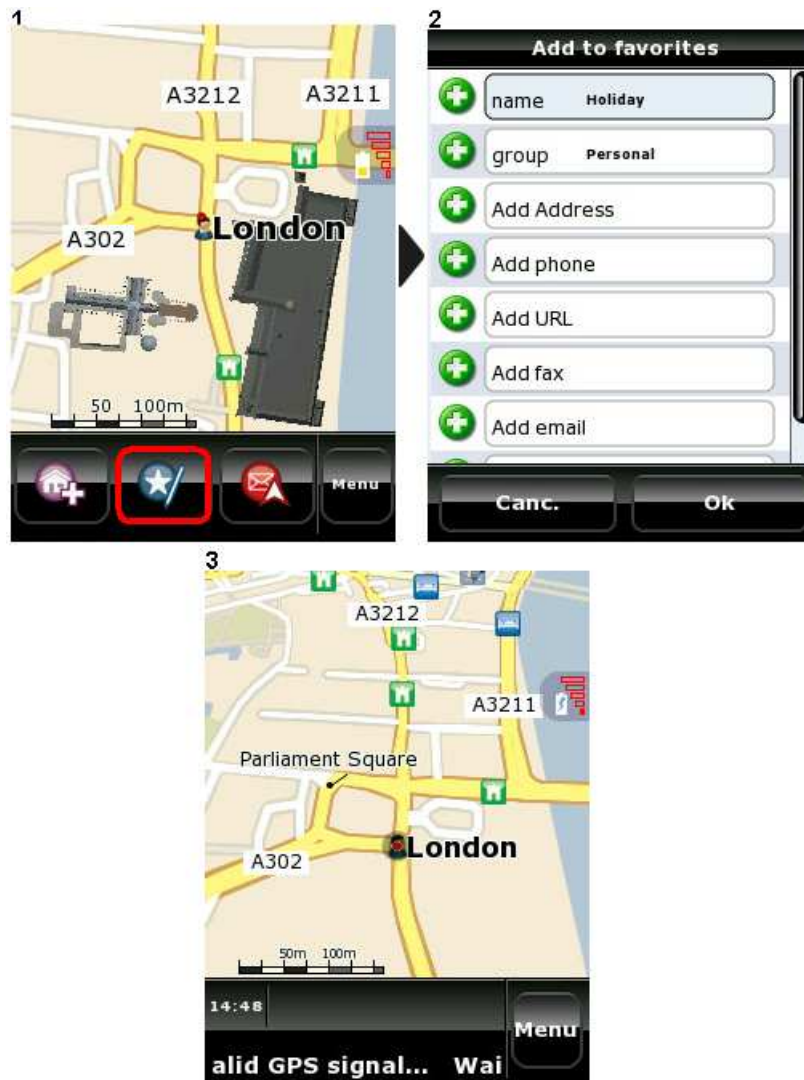 1
A3212 A3211
London
A302
50 100m
Menu
2
Add to favorites
name Holiday
group Personal
Add Address
Add phone
Add URL
Add fax
Add email
Canc. Ok
3
A3212
A3211
Parliament Square
London
A302
50m 100m
14:48
Menu
alid GPS signal... Wai